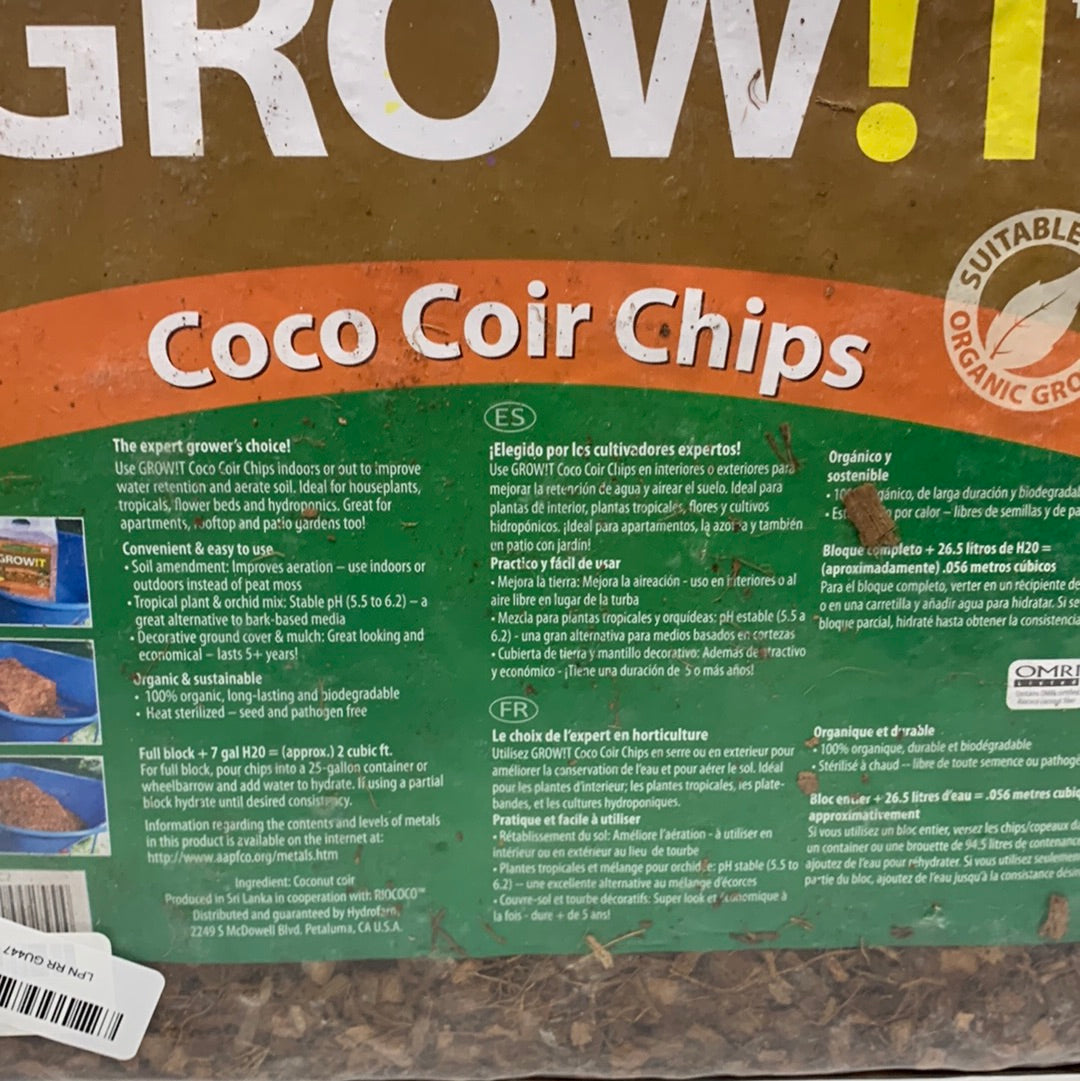 GROW!T
Coco Coir Chips
SUITABLE
ORGANIC GRO
The expert grower's choice!
Use GROW!T Coco Coir Chips indoors or out to improve
water retention and aerate soil. Ideal for houseplants,
tropicals, flower beds and hydroponics. Great for
apartments, rooftop and patio gardens too!
Convenient & easy to use
• Soil amendment: Improves aeration – use indoors or
outdoors instead of peat moss
• Tropical plant & orchid mix: Stable pH (5.5 to 6.2) – a
great alternative to bark-based media
• Decorative ground cover & mulch: Great looking and
economical – lasts 5+ years!
Organic & sustainable
• 100% organic, long-lasting and biodegradable
• Heat sterilized – seed and pathogen free
Full block + 7 gal H20 = (approx.) 2 cubic ft.
For full block, pour chips into a 25-gallon container or
wheelbarrow and add water to hydrate. If using a partial
block hydrate until desired consistency.
Information regarding the contents and levels of metals
in this product is available on the internet at:
http://www.aapfco.org/metals.htm
Ingredient: Coconut coir
Produced in Sri Lanka in cooperation with: RIOCOCO™
Distributed and guaranteed by Hydrofarm
2249 S McDowell Blvd. Petaluma, CA U.S.A.
ES
¡Elegido por los cultivadores expertos!
Use GROW!T Coco Coir Chips en interiores o exteriores para
mejorar la retención de agua y airear el suelo. Ideal para
plantas de interior, plantas tropicales, flores y cultivos
hidropónicos. ¡Ideal para apartamentos, la azotea y también
un patio con jardín!
Practico y fácil de usar
• Mejora la tierra: Mejora la aireación - uso en interiores o al
aire libre en lugar de la turba
• Mezcla para plantas tropicales y orquídeas: pH estable (5.5 a
6.2) - una gran alternativa para medios basados en cortezas
• Cubierta de tierra y mantillo decorativo: Además de atractivo
y económico - ¡Tiene una duración de 5 o más años!
Orgánico y
sostenible
gánico, de larga duración y biodegradal
por calor – libres de semillas y de pa
Bloque completo + 26.5 litros de H20 =
(aproximadamente) .056 metros cúbicos
Para el bloque completo, verter en un recipiente de
o en una carretilla y añadir agua para hidratar. Si se
bloque parcial, hidraté hasta obtener la consistencia
OMRI
FR
Le choix de l'expert en horticulture
Utilisez GROW!T Coco Coir Chips en serre ou en exterieur pour
améliorer la conservation de l'eau et pour aérer le sol. Idéal
pour les plantes d'interieur; les plantes tropicales, les plate-
bandes, et les cultures hydroponiques.
Pratique et facile à utiliser
• Rétablissement du sol: Améliore l'aération - à utiliser en
intérieur ou en extérieur au lieu de tourbe
• Plantes tropicales et mélange pour orchidée: pH stable (5.5 to
6.2) – une excellente alternative au mélange d'écorces
• Couvre-sol et tourbe décoratifs: Super look et économique à
la fois - dure + de 5 ans!
Organique et durable
• 100% organique, durable et biodégradable
• Stérilisé à chaud – libre de toute semence ou pathogè
Bloc entier + 26.5 litres d'eau = .056 metres cubiq
approximativement
Si vous utilisez un bloc entier, versez les chips/copeaux da
un container ou une brouette de 94.5 litres de contenance
ajoutez de l'eau pour réhydrater. Si vous utilisez seulemen
partie du bloc, ajoutez de l'eau jusqu'à la consistance désir
GROW!T
LPN RR GU447